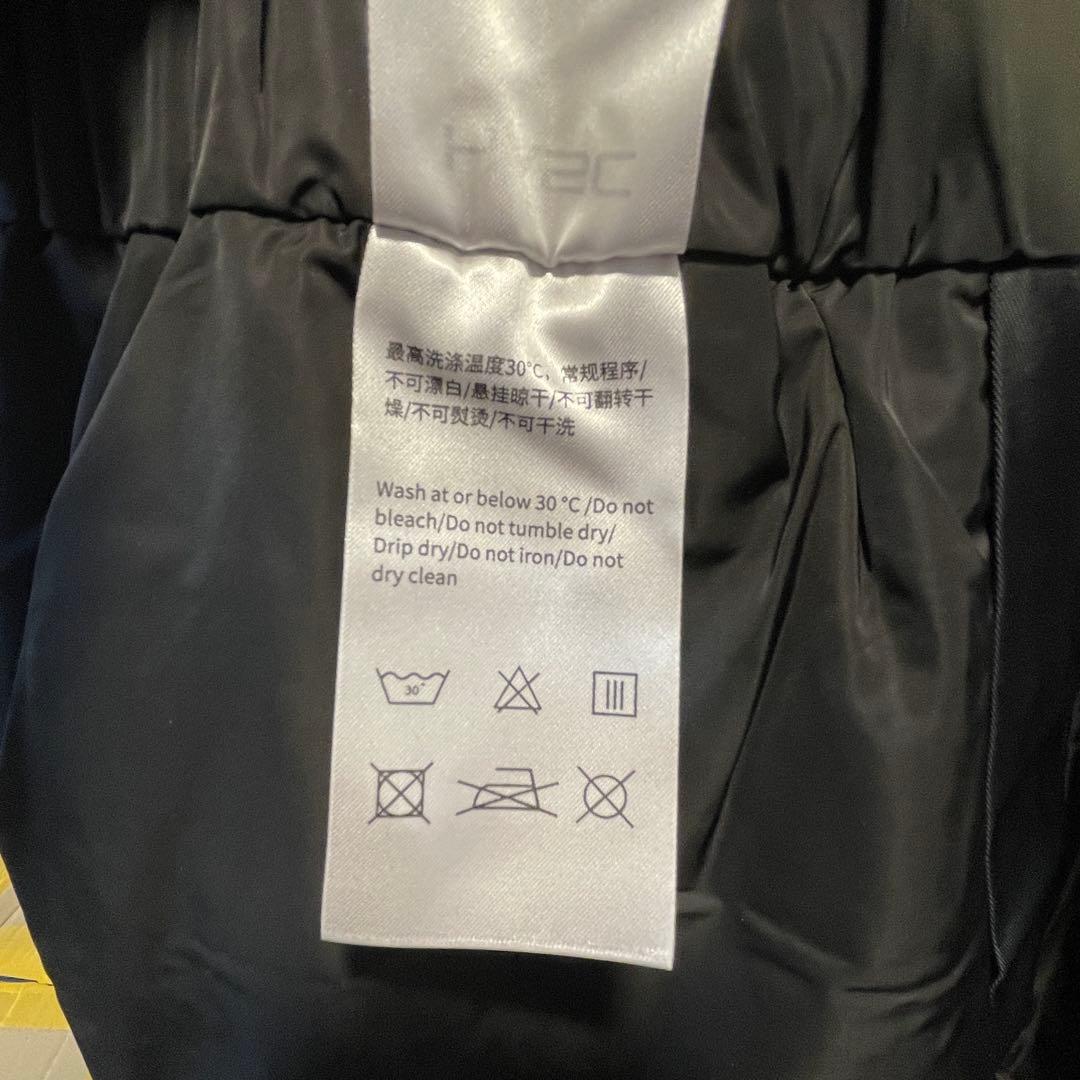 最高洗涤温度30℃，常规程序/
不可漂白/悬挂晾干/不可翻转干
燥/不可熨烫/不可干洗
Wash at or below 30 °C /Do not
bleach/Do not tumble dry/
Drip dry/Do not iron/Do not
dry clean
30°